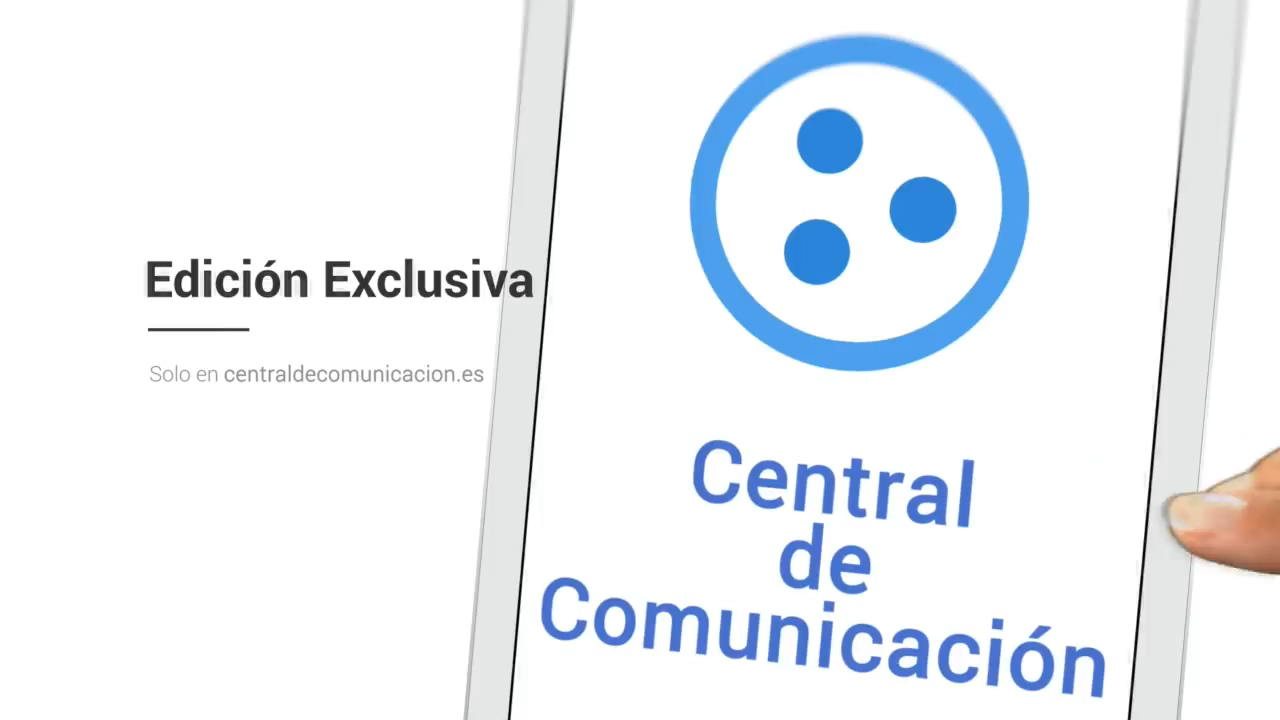 Edición Exclusiva
Solo en centraldecomunicacion.es
Central
de
Comunicación